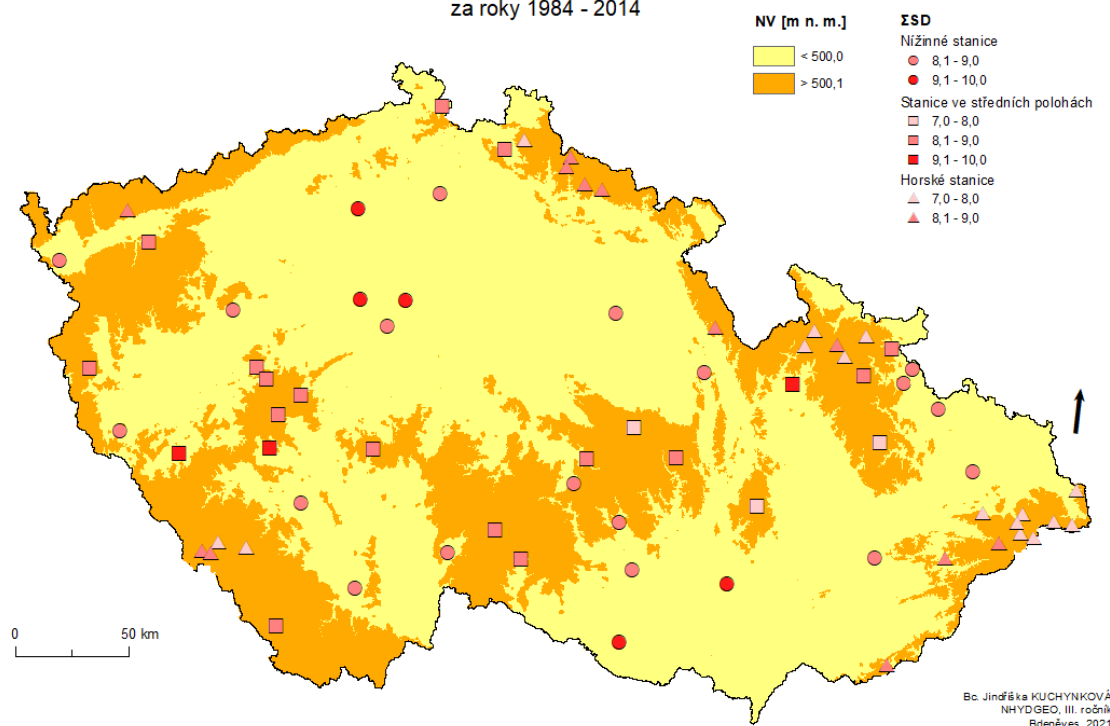 za roky 1984 - 2014
NV [m n. m.]
< 500,0
> 500,1
ΣSD
Nížinné stanice
8,1 - 9,0
9,1 - 10,0
Stanice ve středních polohách
7,0 - 8,0
8,1 - 9,0
9,1 - 10,0
Horské stanice
7,0 - 8,0
8,1 - 9,0
0 50 km
Bc. Jindřiška KUCHYNKOVÁ
NHYDGEO, III. ročník
Bdeněves, 2021